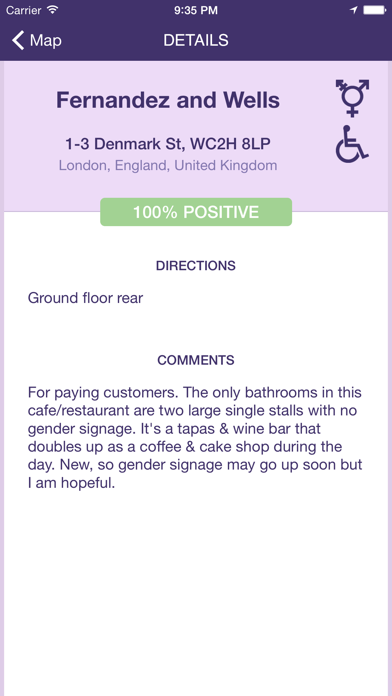 Carrier 9:35 PM
Map DETAILS
Fernandez and Wells
1-3 Denmark St, WC2H 8LP
London, England, United Kingdom
100% POSITIVE
DIRECTIONS
Ground floor rear
COMMENTS
For paying customers. The only bathrooms in this
cafe/restaurant are two large single stalls with no
gender signage. It's a tapas & wine bar that
doubles up as a coffee & cake shop during the
day. New, so gender signage may go up soon but
I am hopeful.